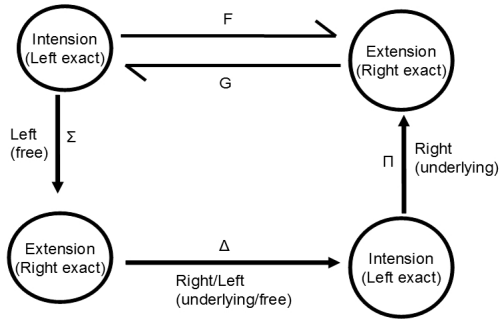 F
Intension
(Left exact)
Extension
(Right exact)
G
Left
(free)
Σ
Π
Right
(underlying)
Extension
(Right exact)
Δ
Right/Left
(underlying/free)
Intension
(Left exact)